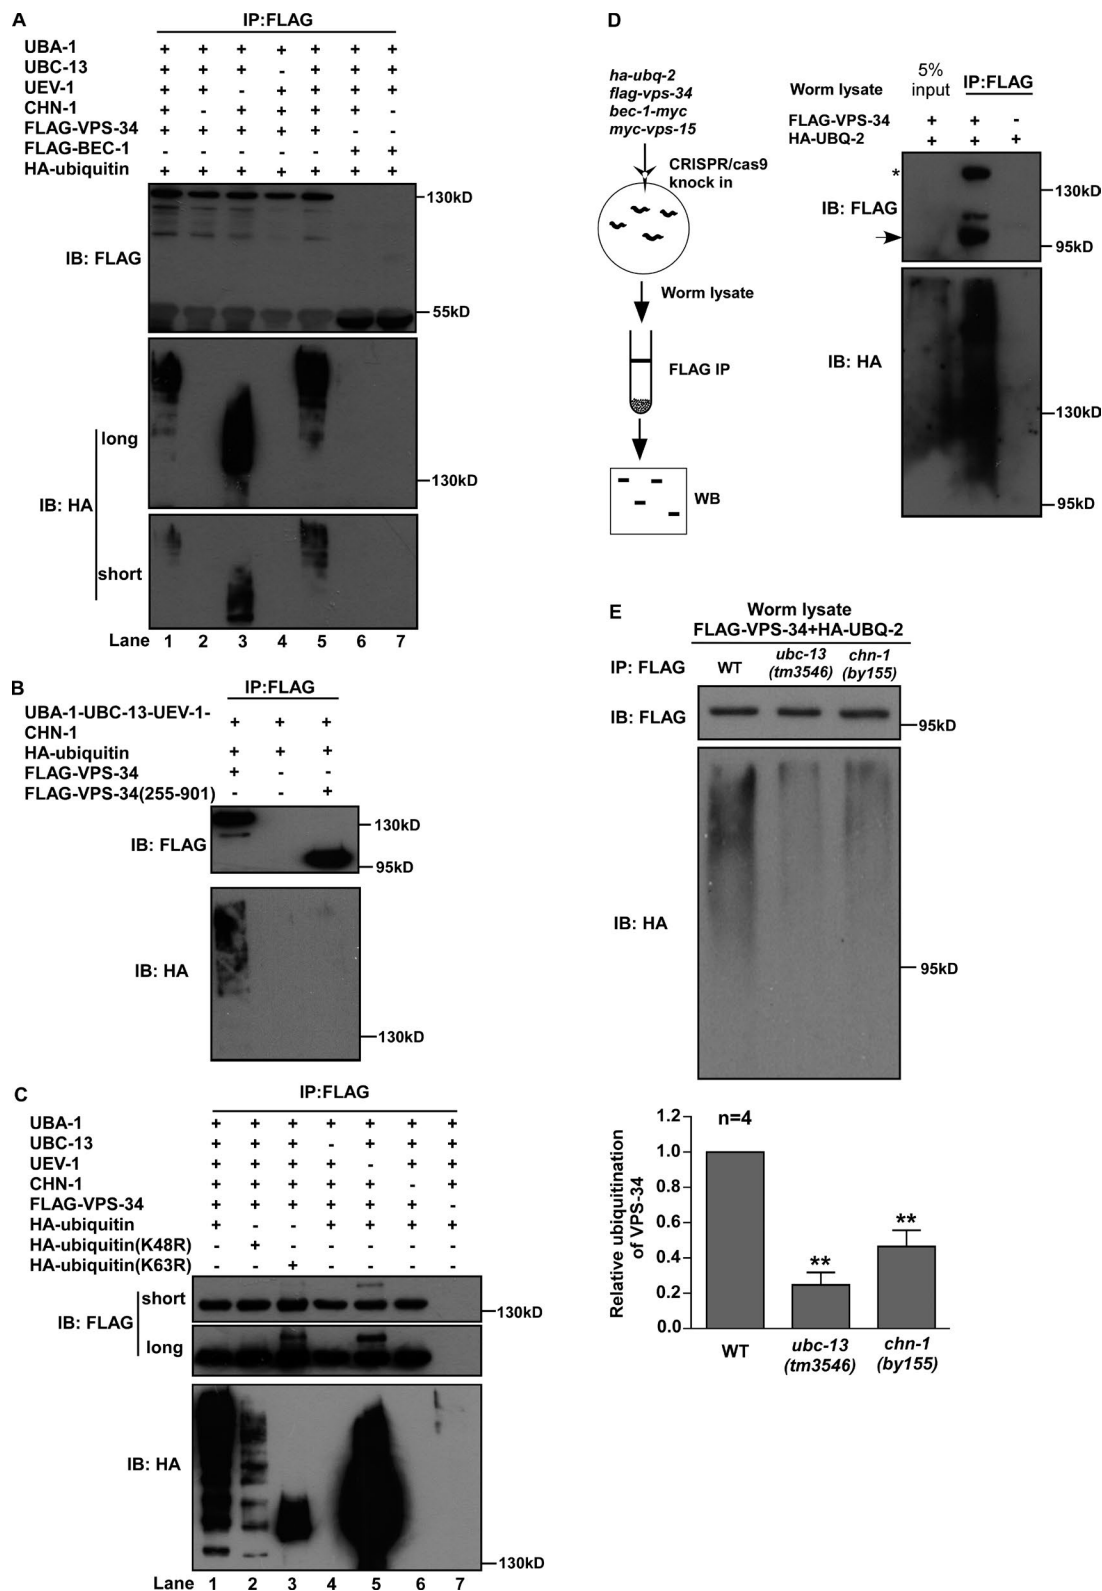 A
IP:FLAG
UBA-1 + + + + + + +
UBC-13 + + + - + + +
UEV-1 + + - + + + +
CHN-1 + - + + + + -
FLAG-VPS-34 + + + + + - -
FLAG-BEC-1 - - - - - + +
HA-ubiquitin + + + + + + +
130kD
IB: FLAG
55kD
long
130kD
IB: HA
short
Lane 1 2 3 4 5 6 7
B
IP:FLAG
UBA-1-UBC-13-UEV-1-
CHN-1 + + +
HA-ubiquitin + + +
FLAG-VPS-34 + - -
FLAG-VPS-34(255-901) - - +
130kD
IB: FLAG
95kD
IB: HA
130kD
C
IP:FLAG
UBA-1 + + + + + + +
UBC-13 + + + - + + +
UEV-1 + + + + - + +
CHN-1 + + + + + - +
FLAG-VPS-34 + + + + + + -
HA-ubiquitin + - - + + + +
HA-ubiquitin(K48R) - + - - - - -
HA-ubiquitin(K63R) - - + - - - -
short
130kD
IB: FLAG
long
IB: HA
130kD
Lane 1 2 3 4 5 6 7
D
ha-ubq-2
flag-vps-34
bec-1-myc
myc-vps-15
CRISPR/cas9
knock in
Worm lysate
FLAG IP
WB
Worm lysate
5%
input
IP:FLAG
FLAG-VPS-34 + + -
HA-UBQ-2 + + +
*
130kD
IB: FLAG
95kD
IB: HA
130kD
95kD
E
Worm lysate
FLAG-VPS-34+HA-UBQ-2
IP: FLAG
WT
ubc-13
(tm3546)
chn-1
(by155)
IB: FLAG
95kD
IB: HA
95kD
Relative ubiquitination
of VPS-34
n=4
1.2
1.0
0.8
0.6
0.4
0.2
0.0
**
**
WT
ubc-13
(tm3546)
chn-1
(by155)